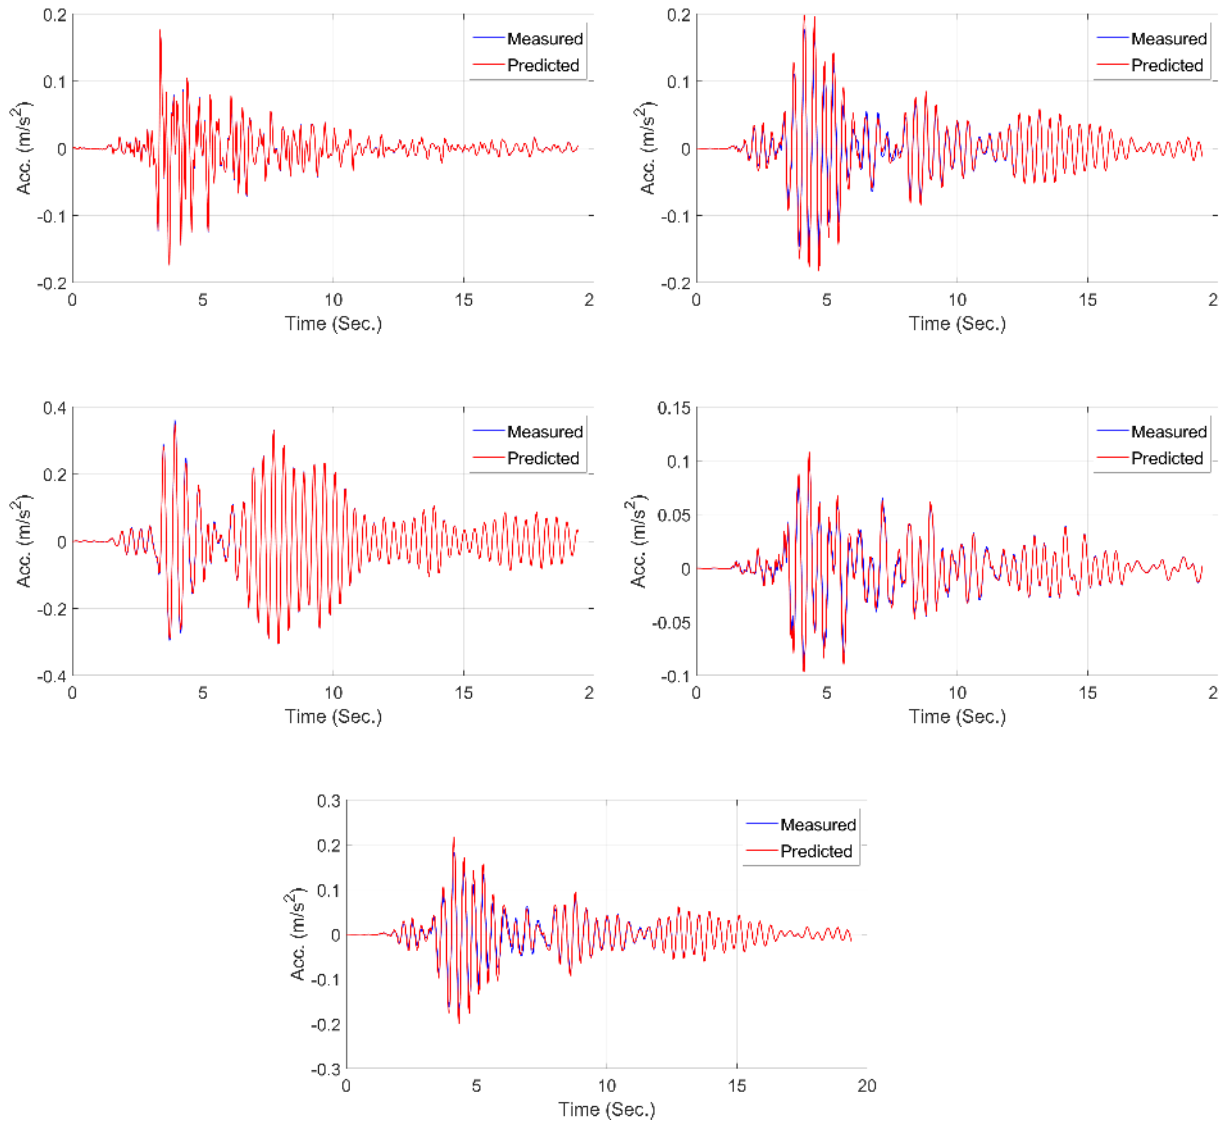 0.2
0.1
0
-0.1
-0.2
Acc. (m/s²)
Measured
Predicted
0 5 10 15 2
Time (Sec.)
0.2
0.1
0
-0.1
-0.2
Acc. (m/s²)
Measured
Predicted
0 5 10 15 2
Time (Sec.)
0.4
0.2
0
-0.2
-0.4
Acc. (m/s²)
Measured
Predicted
0 5 10 15 2
Time (Sec.)
0.15
0.1
0.05
0
-0.05
-0.1
Acc. (m/s²)
Measured
Predicted
0 5 10 15 2
Time (Sec.)
0.3
0.2
0.1
0
-0.1
-0.2
-0.3
Acc. (m/s²)
Measured
Predicted
0 5 10 15 20
Time (Sec.)